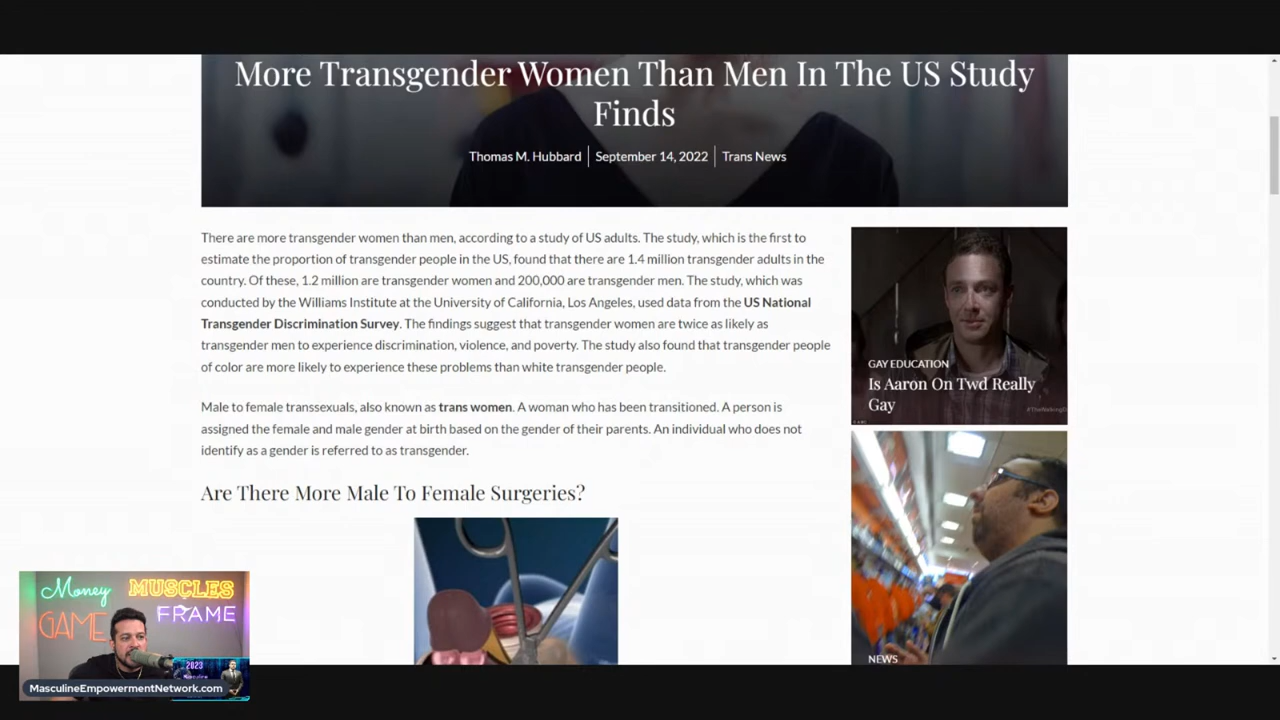 More Transgender Women Than Men In The US Study
Finds
Thomas M. Hubbard
September 14, 2022
Trans News
There are more transgender women than men, according to a study of US adults. The study, which is the first to
estimate the proportion of transgender people in the US, found that there are 1.4 million transgender adults in the
country. Of these, 1.2 million are transgender women and 200,000 are transgender men. The study, which was
conducted by the Williams Institute at the University of California, Los Angeles, used data from the US National
Transgender Discrimination Survey. The findings suggest that transgender women are twice as likely as
transgender men to experience discrimination, violence, and poverty. The study also found that transgender people
of color are more likely to experience these problems than white transgender people.
Male to female transsexuals, also known as trans women. A woman who has been transitioned. A person is
assigned the female and male gender at birth based on the gender of their parents. An individual who does not
identify as a gender is referred to as transgender.
Are There More Male To Female Surgeries?
GAY EDUCATION
Is Aaron On Twd Really
Gay
NEWS
Money
MUSCLES
GAME
FRAME
2023
MasculineEmpowermentNetwork.com